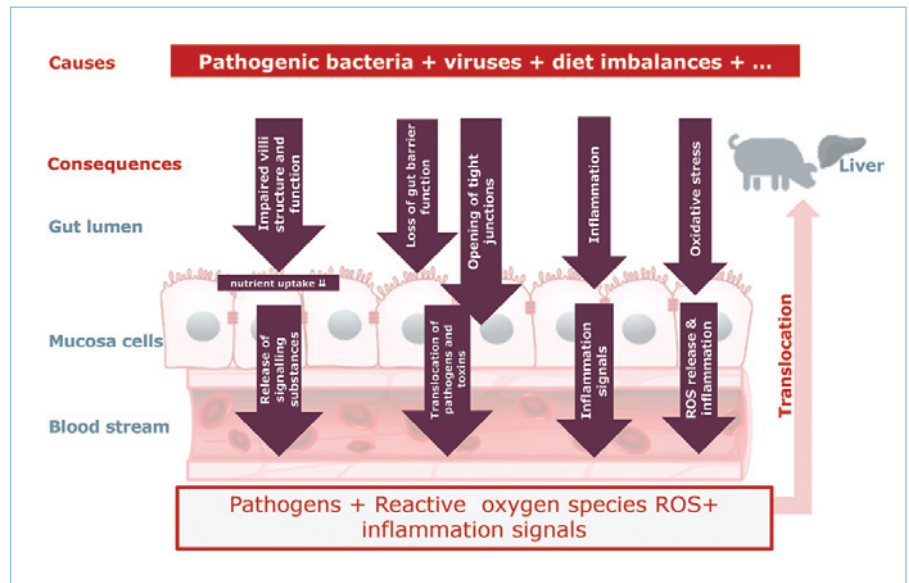 Causes
Pathogenic bacteria + viruses + diet imbalances + ...
Consequences
Impaired villi
structure and
function
Loss of gut barrier
function
Opening of tight
junctions
Inflammation
Oxidative stress
Liver
Gut lumen
nutrient uptake ⇊
Mucosa cells
Release of
signalling
substances
Translocation of
pathogens and
toxins
Inflammation
signals
ROS release &
inflammation
Translocation
Blood stream
Pathogens + Reactive oxygen species ROS+
inflammation signals